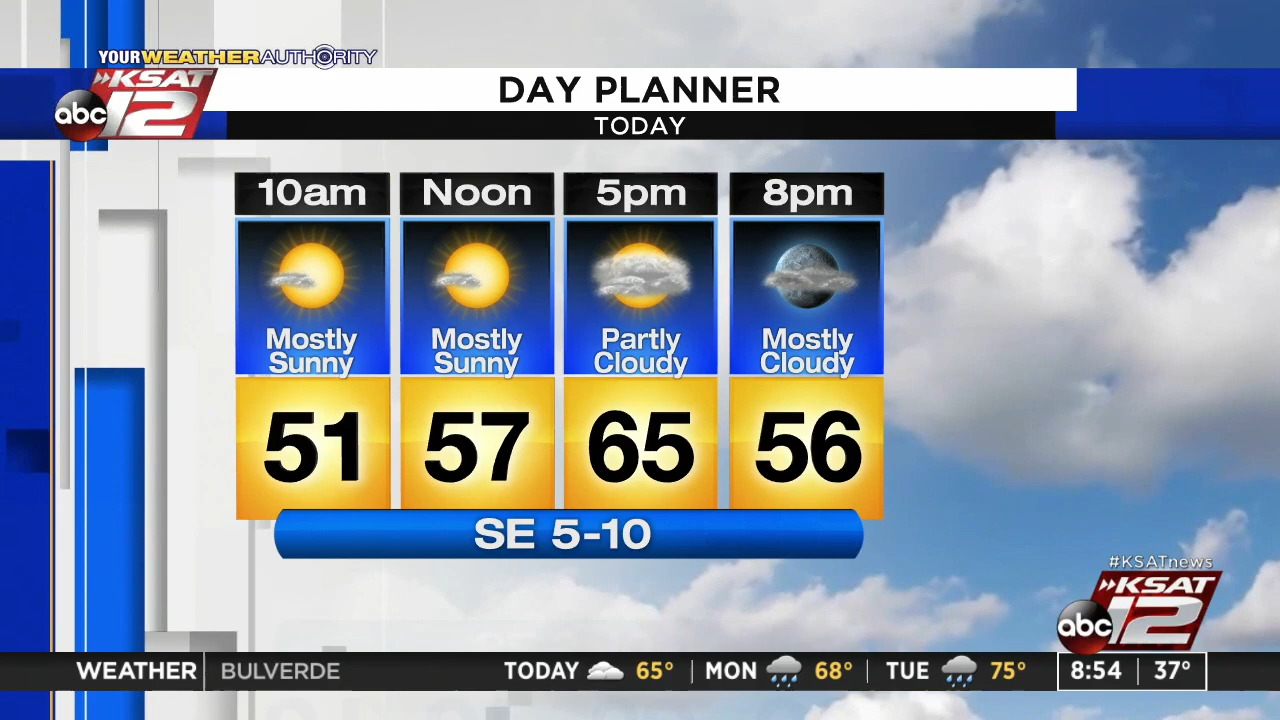 YOURWEATHERAUTHORITY
KSAT
abc 12
DAY PLANNER
TODAY
10am Noon 5pm 8pm
Mostly Sunny Mostly Sunny Partly Cloudy Mostly Cloudy
51 57 65 56
SE 5-10
#KSATnews
KSAT
abc 12
WEATHER BULVERDE TODAY 65° MON 68° TUE 75° 8:54 37°